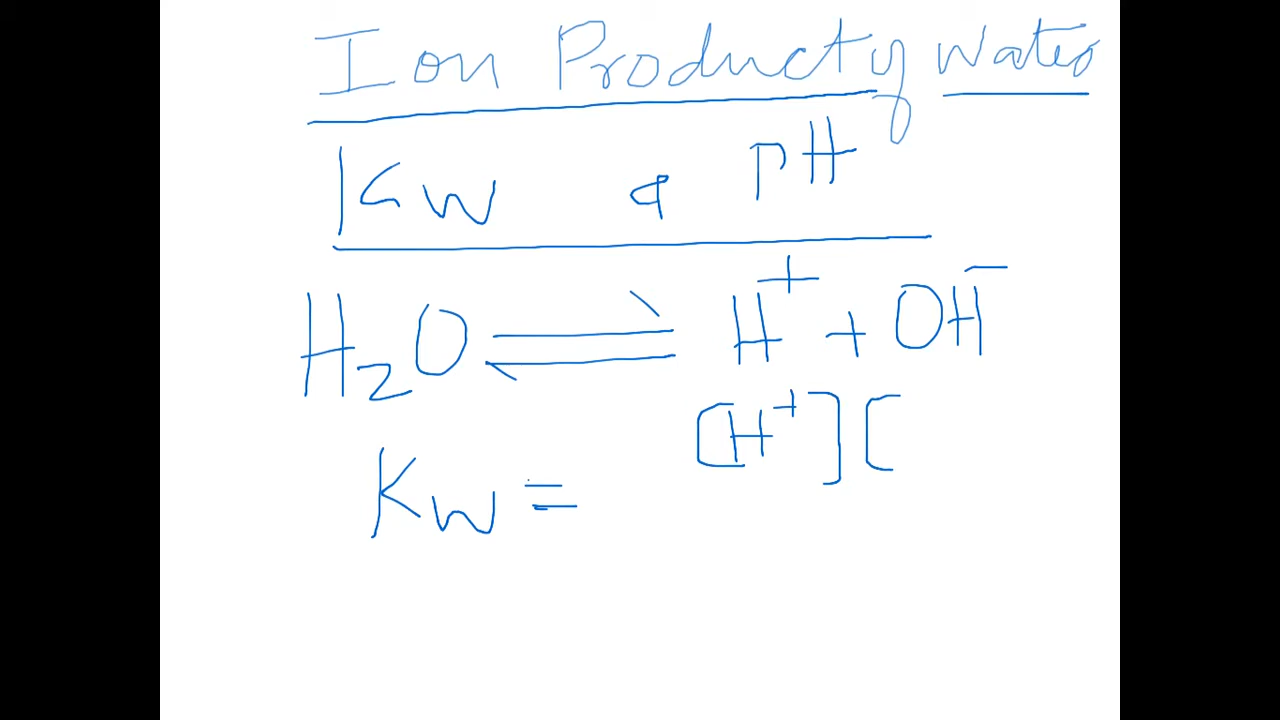 Ion Product of Water
Kw & pH
H₂O ⇌ H⁺ + OH⁻
[H⁺][
Kw =